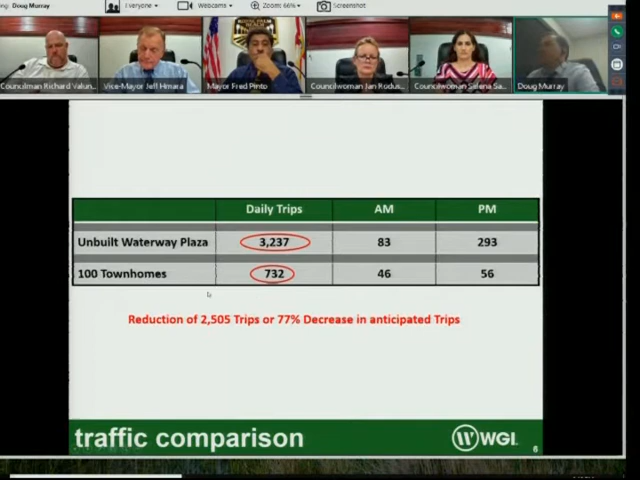 ng: Doug Murray
Everyone
Webcams
Zoom: 66%
Screenshot
Councilman Richard Valun...
Vice-Mayor Jeff Hmara
Mayor Fred Pinto
Councilwoman Jan Rodus...
Councilwoman Selena Sa...
Doug Murray
Daily Trips AM PM
Unbuilt Waterway Plaza 3,237 83 293
100 Townhomes 732 46 56
Reduction of 2,505 Trips or 77% Decrease in anticipated Trips
traffic comparison
WGI.
6